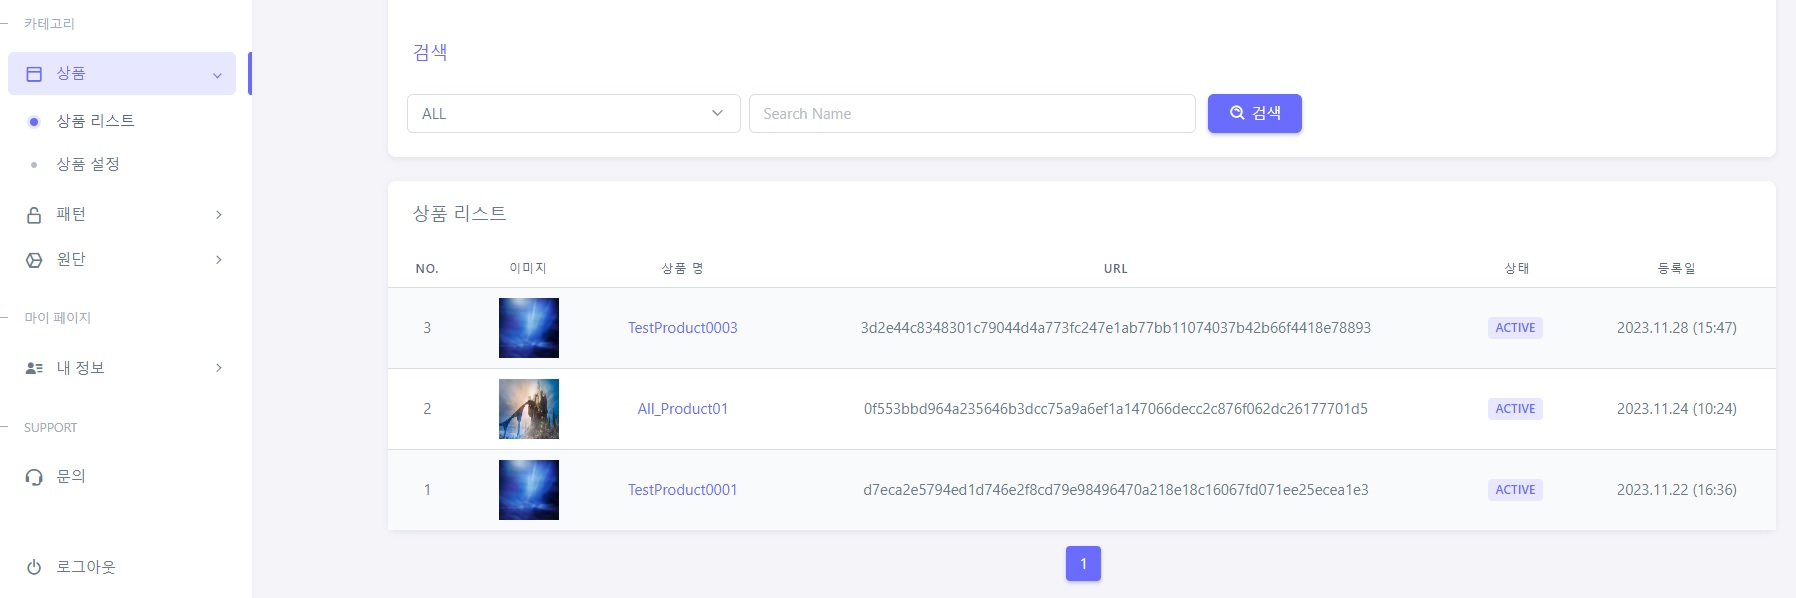 카테고리
상품
상품 리스트
상품 설정
패턴
원단
마이 페이지
내 정보
SUPPORT
문의
로그아웃
검색
ALL
Search Name
검색
상품 리스트
NO. 이미지 상품 명 URL 상태 등록일
3 TestProduct0003 3d2e44c8348301c79044d4a773fc247e1ab77bb11074037b42b66f4418e78893 ACTIVE 2023.11.28 (15:47)
2 All_Product01 0f553bbd964a235646b3dcc75a9a6ef1a147066decc2c876f062dc26177701d5 ACTIVE 2023.11.24 (10:24)
1 TestProduct0001 d7eca2e5794ed1d746e2f8cd79e98496470a218e18c16067fd071ee25ecea1e3 ACTIVE 2023.11.22 (16:36)
1